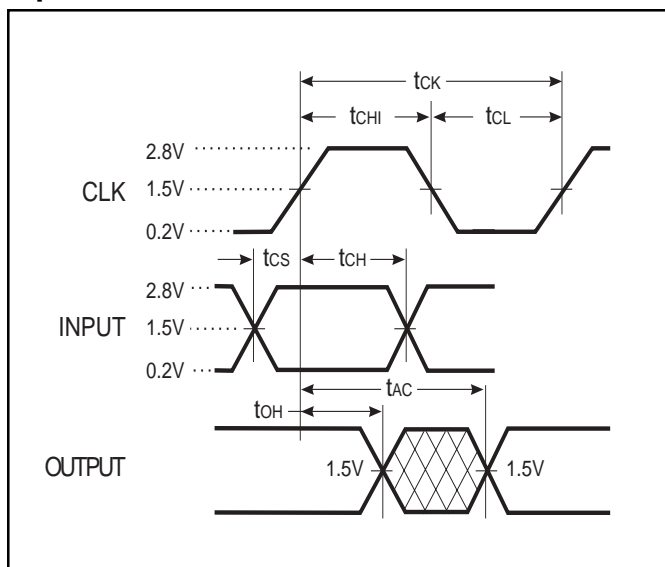 tCK
tCHI tCL
2.8V
CLK 1.5V
0.2V
tCS tCH
2.8V
INPUT 1.5V
0.2V
tAC
tOH
OUTPUT 1.5V 1.5V